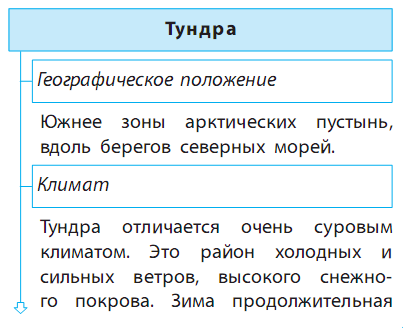 Тундра
Географическое положение
Южнее зоны арктических пустынь,
вдоль берегов северных морей.
Климат
Тундра отличается очень суровым
климатом. Это район холодных и
сильных ветров, высокого снежно-
го покрова. Зима продолжительная